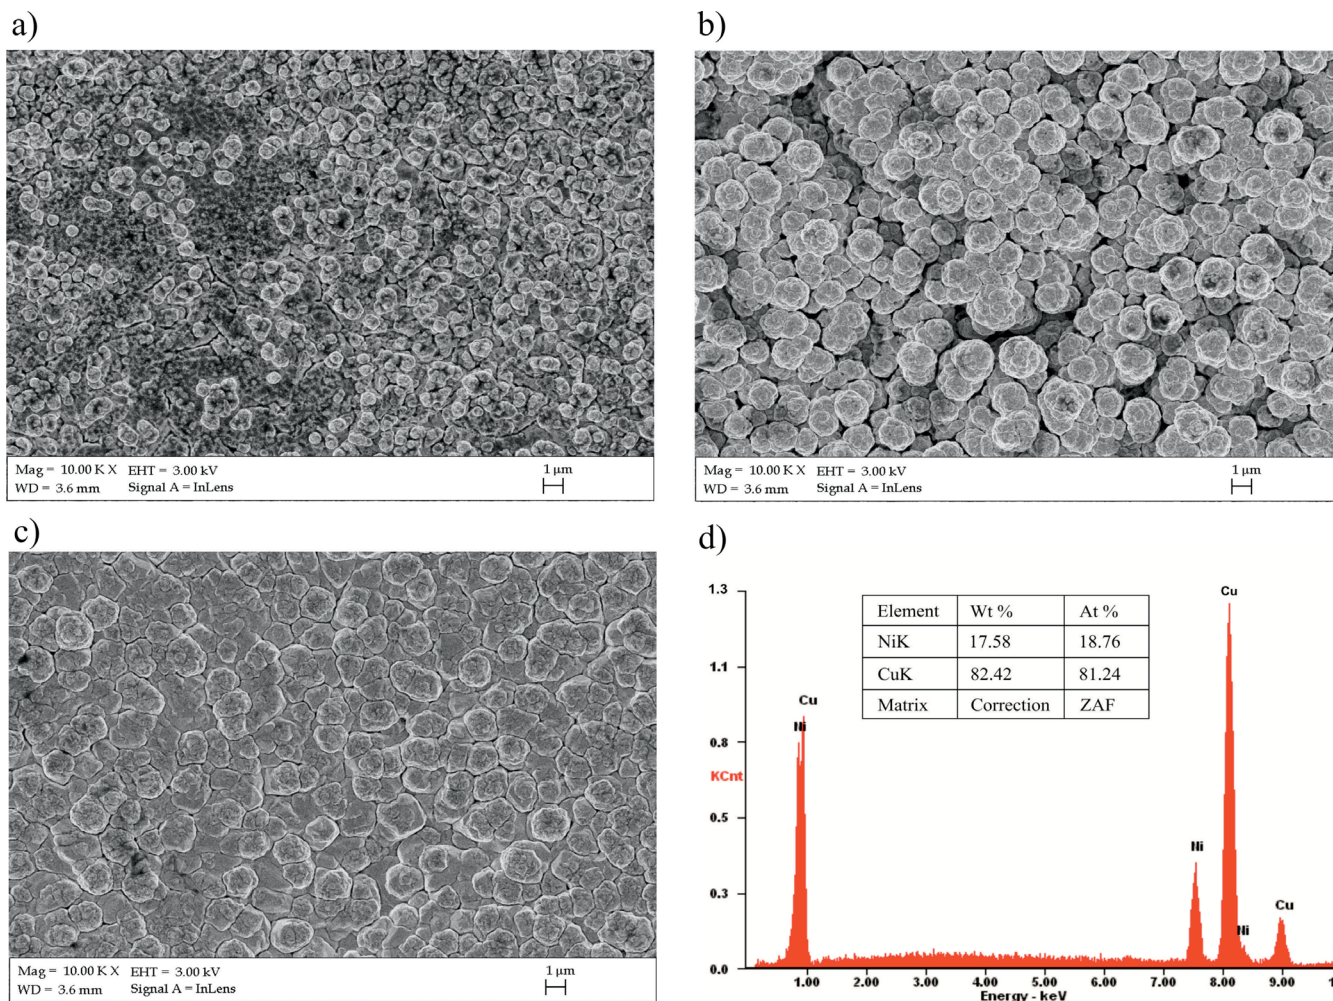 a)
Mag = 10.00 K X EHT = 3.00 kV 1 µm
WD = 3.6 mm Signal A = InLens
b)
Mag = 10.00 K X EHT = 3.00 kV 1 µm
WD = 3.6 mm Signal A = InLens
c)
Mag = 10.00 K X EHT = 3.00 kV 1 µm
WD = 3.6 mm Signal A = InLens
d)
1.3
1.1
0.8
KCnt
0.5
0.3
0.0
Element Wt % At %
NiK 17.58 18.76
CuK 82.42 81.24
Matrix Correction ZAF
Cu
Ni
Cu
Ni
Ni
Cu
1.00 2.00 3.00 4.00 5.00 6.00 7.00 8.00 9.00
Energy - keV